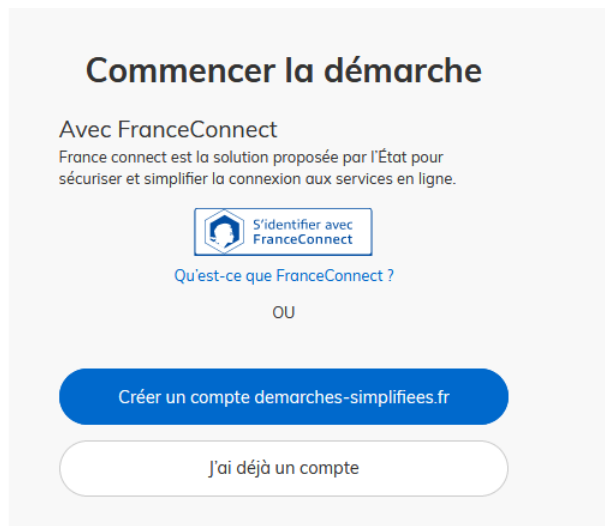 Commencer la démarche
Avec FranceConnect
France connect est la solution proposée par l'État pour
sécuriser et simplifier la connexion aux services en ligne.
S'identifier avec
FranceConnect
Qu'est-ce que FranceConnect ?
OU
Créer un compte demarches-simplifiees.fr
J'ai déjà un compte